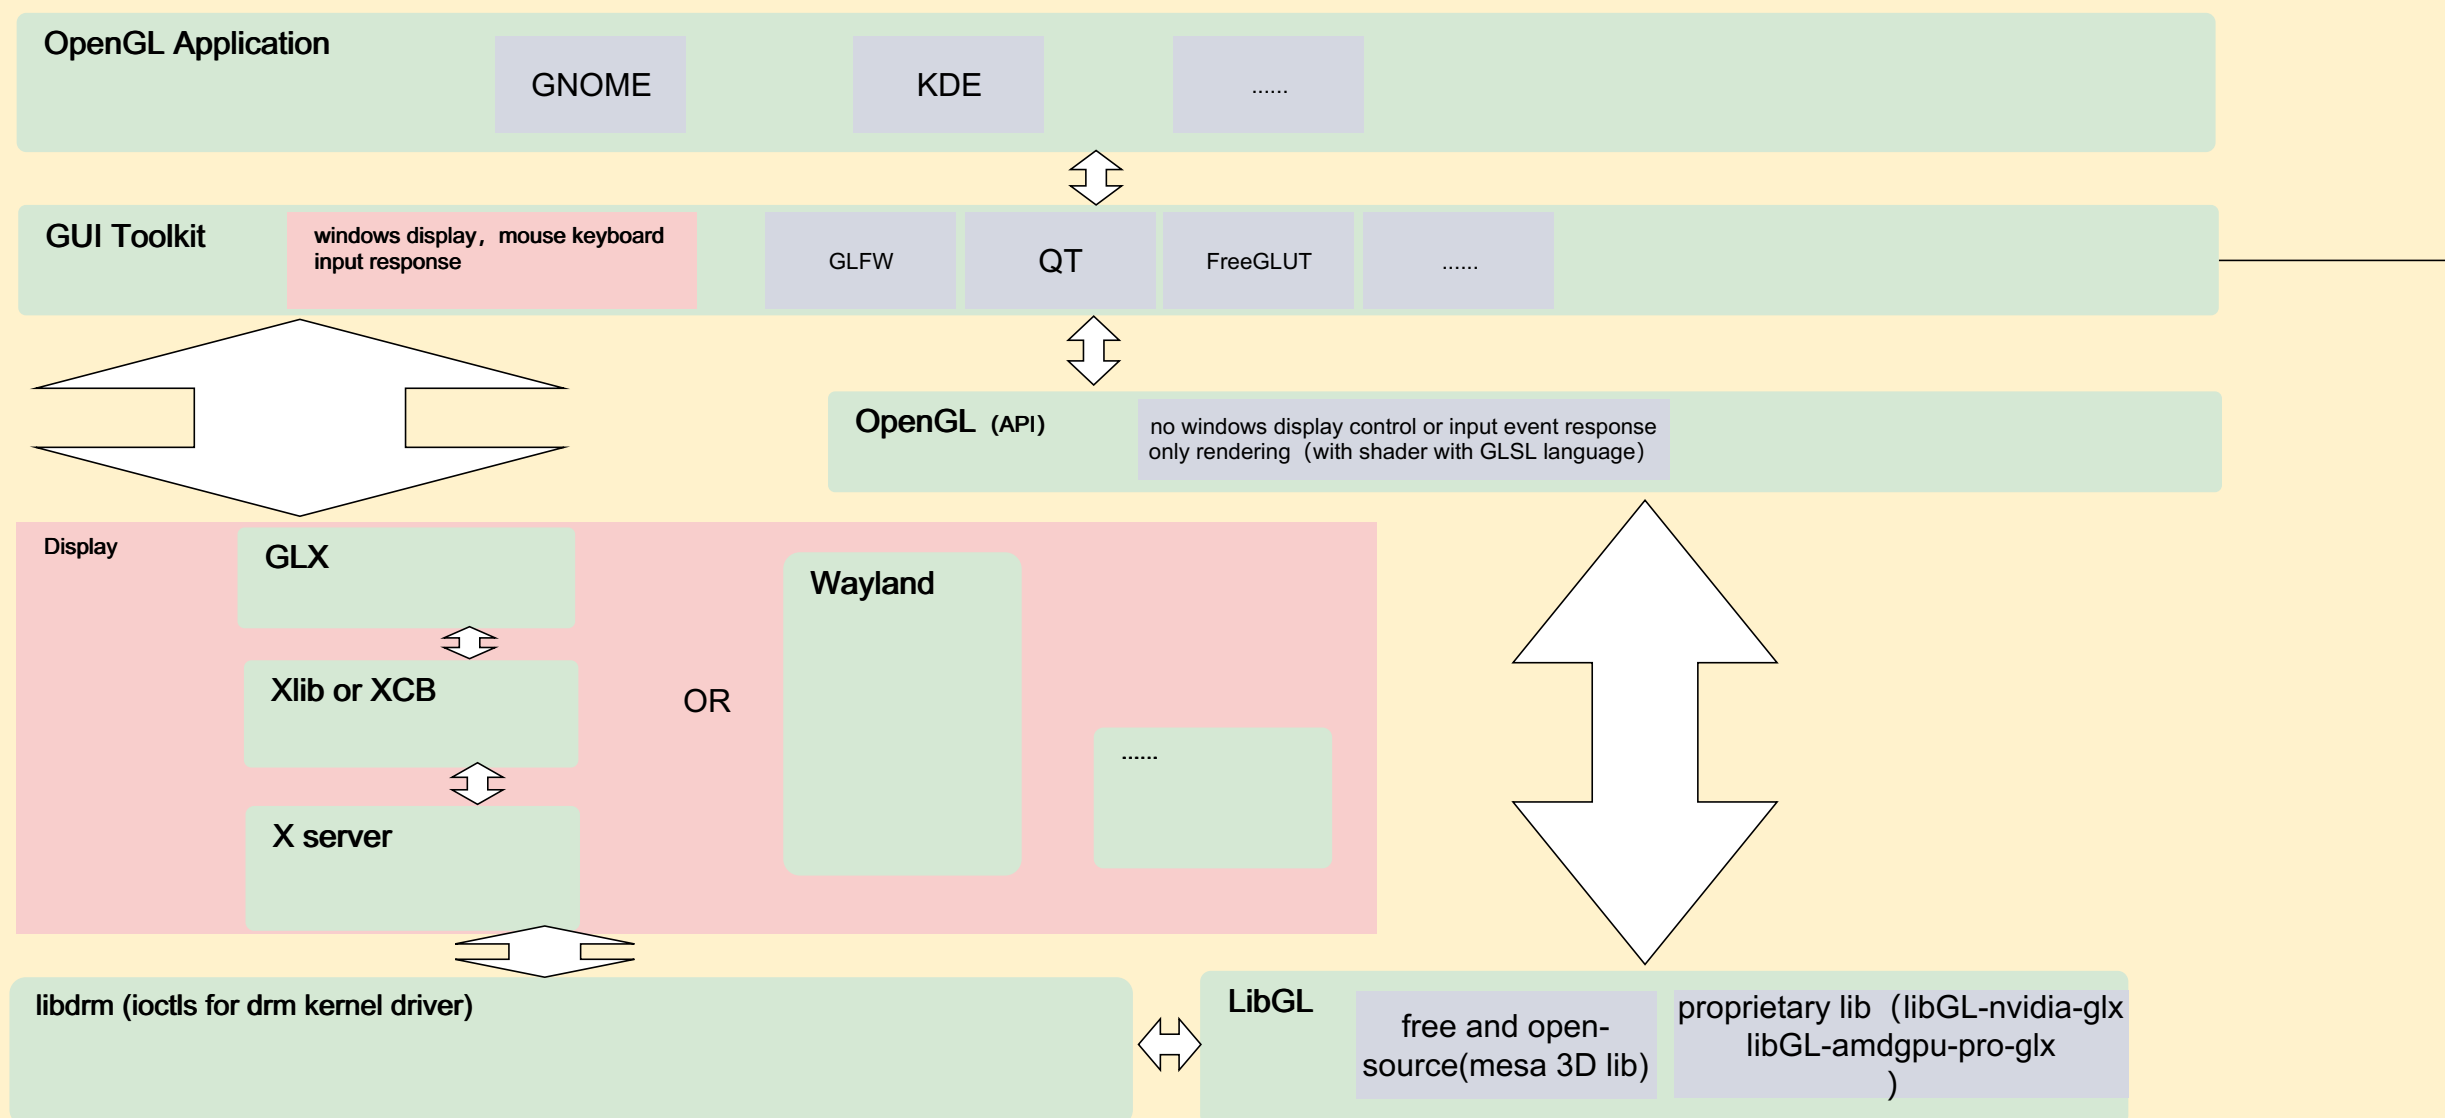 OpenGL Application
GNOME
KDE
......
GUI Toolkit
windows display，mouse keyboard
input response
GLFW
QT
FreeGLUT
......
OpenGL（API）
no windows display control or input event response
only rendering（with shader with GLSL language）
Display
GLX
Xlib or XCB
X server
OR
Wayland
......
libdrm (ioctls for drm kernel driver)
LibGL
free and open-
source(mesa 3D lib)
proprietary lib（libGL-nvidia-glx
libGL-amdgpu-pro-glx
）